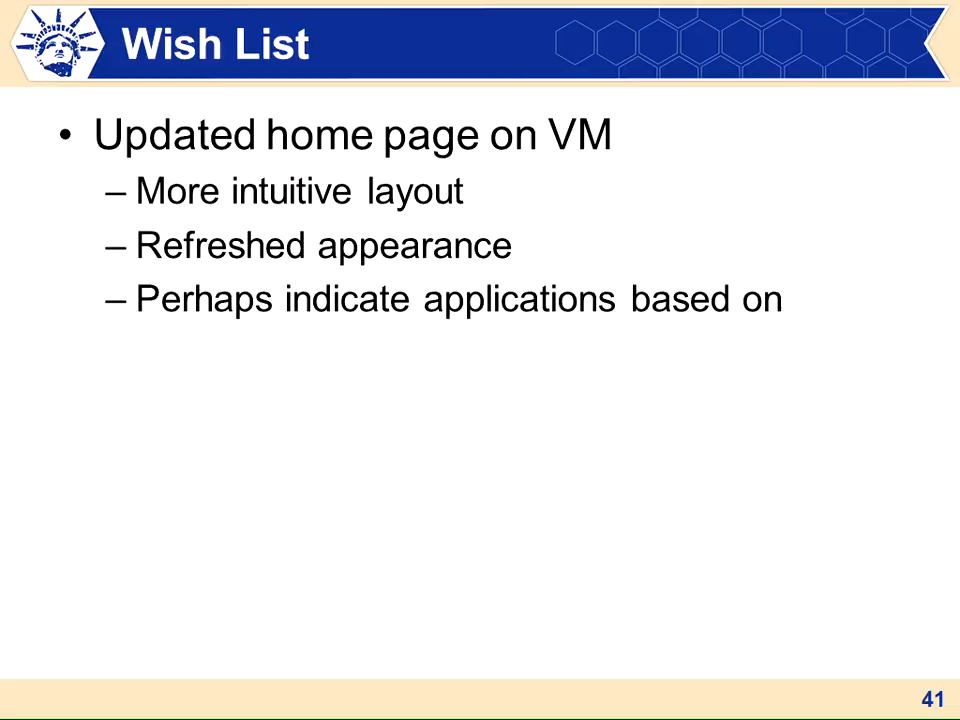 Wish List
• Updated home page on VM
– More intuitive layout
– Refreshed appearance
– Perhaps indicate applications based on
41